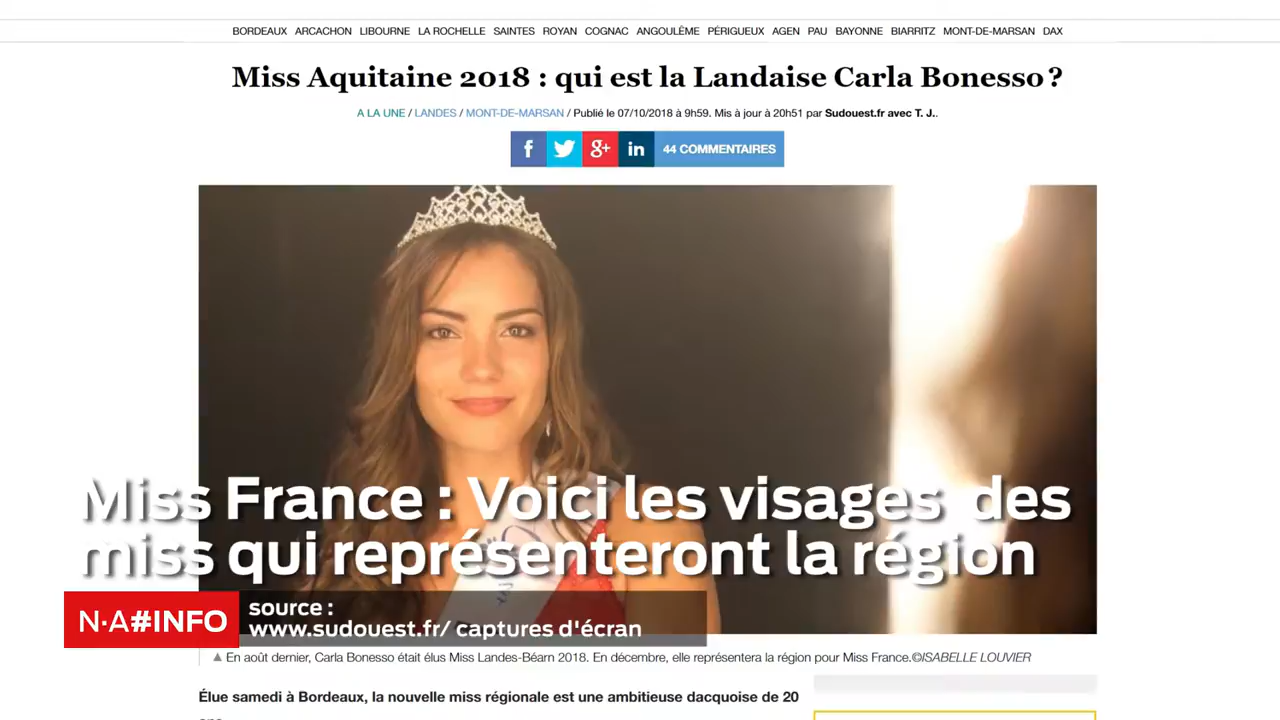 BORDEAUX ARCACHON LIBOURNE LA ROCHELLE SAINTES ROYAN COGNAC ANGOULÊME PÉRIGUEUX AGEN PAU BAYONNE BIARRITZ MONT-DE-MARSAN DAX
Miss Aquitaine 2018 : qui est la Landaise Carla Bonesso ?
A LA UNE / LANDES / MONT-DE-MARSAN / Publié le 07/10/2018 à 9h59. Mis à jour à 20h51 par Sudouest.fr avec T. J..
f g+ in 44 COMMENTAIRES
Miss France : Voici les visages des
miss qui représenteront la région
N·A#INFO
source :
www.sudouest.fr/ captures d'écran
▲ En août dernier, Carla Bonesso était élus Miss Landes-Béarn 2018. En décembre, elle représentera la région pour Miss France.©ISABELLE LOUVIER
Élue samedi à Bordeaux, la nouvelle miss régionale est une ambitieuse dacquoise de 20